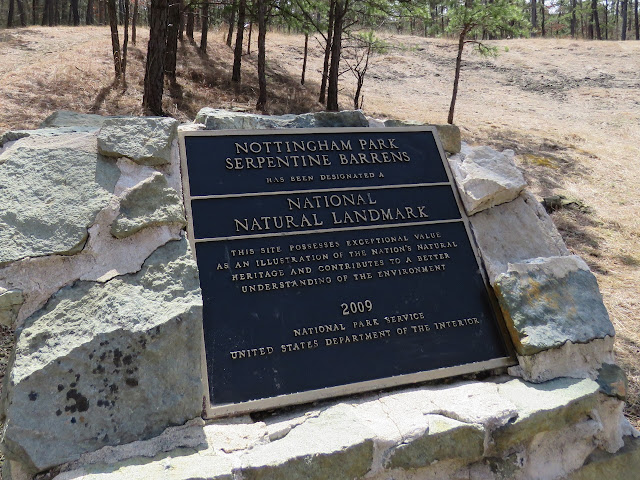 NOTTINGHAM PARK
SERPENTINE BARRENS
HAS BEEN DESIGNATED A
NATIONAL
NATURAL LANDMARK
THIS SITE POSSESSES EXCEPTIONAL VALUE
AS AN ILLUSTRATION OF THE NATION'S NATURAL
HERITAGE AND CONTRIBUTES TO A BETTER
UNDERSTANDING OF THE ENVIRONMENT
2009
NATIONAL PARK SERVICE
UNITED STATES DEPARTMENT OF THE INTERIOR